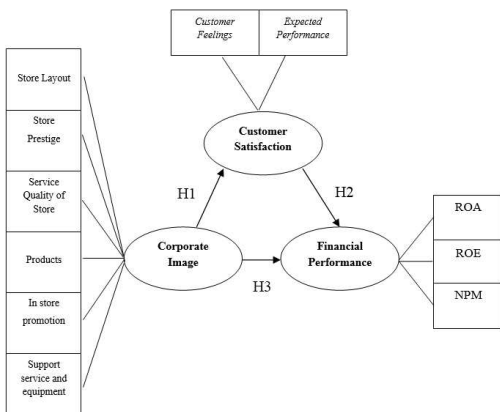 Customer
Feelings
Expected
Performance
Store Layout
Store
Prestige
Service
Quality of
Store
Products
In store
promotion
Support
service and
equipment
Customer
Satisfaction
H1
H2
Corporate
Image
Financial
Performance
H3
ROA
ROE
NPM